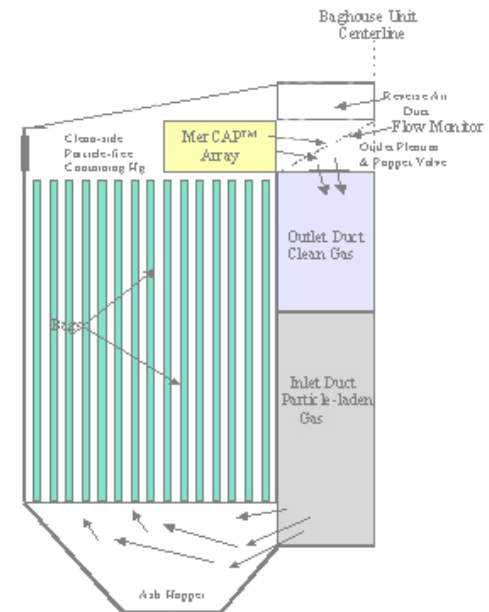 Baghouse Unit
Centerline
Reverse Air
Duct
Flow Monitor
Outlet Plenum
& Poppet Valve
Clean-side
Particle-free
Containing Hg
MerCAP™
Array
Outlet Duct
Clean Gas
Bags
Inlet Duct
Particle-laden
Gas
Ash Hopper